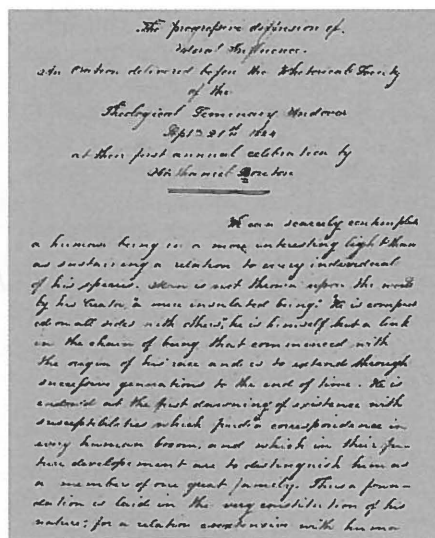 The progressive diffusion of
Moral Influence.
An Oration delivered before the Rhetorical Society
of the
Theological Seminary Andover
Sept. 21st 1824
at their first annual celebration by
Nathaniel Bouton
We can scarcely contemplate
a human being in a more interesting light than
as sustaining a relation to every individual
of his species. Man is not thrown upon the world
by his Creator, a mere insulated being: He is compass
ed on all sides with others; he is himself but a link
in the chain of being that commenced with
the origin of his race and is to extend through
successive generations to the end of time. He is
endow'd at the first dawning of existence with
susceptibilities which find a correspondence in
every human bosom, and which in their fu-
ture developement are to distinguish him as
a member of one great family. Thus a foun-
dation is laid in the very constitution of his
nature; for a relation coextensive with human